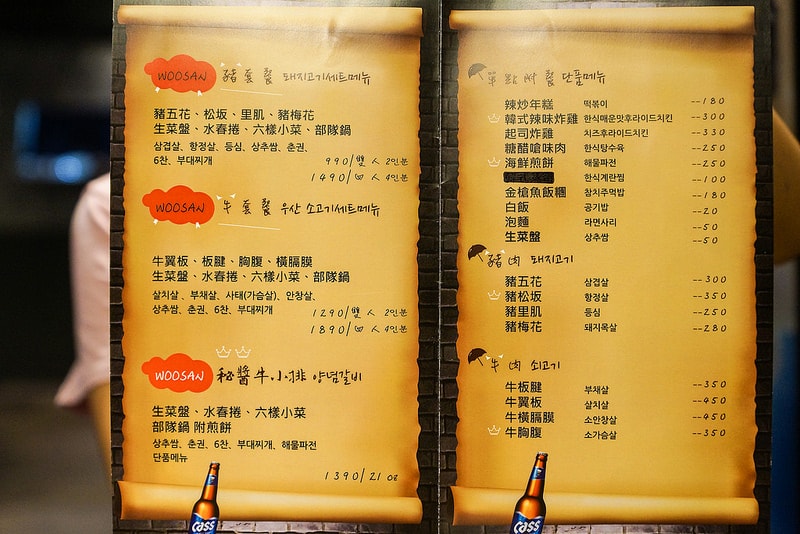 WOOSAN 豬套餐 돼지고기세트메뉴
豬五花、松坂、里肌、豬梅花
生菜盤、水春捲、六樣小菜、部隊鍋
삼겹살, 항정살, 등심, 상추쌈, 춘권,
6찬, 부대찌개
990/雙人 2인분
1490/四人 4인분
WOOSAN 牛套餐 우산 소고기세트메뉴
牛翼板、板腱、胸腹、橫膈膜
生菜盤、水春捲、六樣小菜、部隊鍋
살치살, 부채살, 사태(가슴살), 안창살,
상추쌈, 춘권, 6찬, 부대찌개
1290/雙人 2인분
1890/四人 4인분
WOOSAN 秘醬牛小排 양념갈비
生菜盤、水春捲、六樣小菜
部隊鍋 附煎餅
상추쌈, 춘권, 6찬, 부대찌개, 해물파전
단품메뉴
1390/21oz
Cass
單點附餐 단품메뉴
辣炒年糕 떡볶이 --180
韓式辣味炸雞 한식매운맛후라이드치킨 --300
起司炸雞 치즈후라이드치킨 --330
糖醋嗆味肉 한식탕수육 --250
海鮮煎餅 해물파전 --250
한식계란찜 --100
金槍魚飯糰 참치주먹밥 --180
白飯 공기밥 --20
泡麵 라면사리 --50
生菜盤 상추쌈 --50
豬肉 돼지고기
豬五花 삼겹살 --300
豬松坂 항정살 --350
豬里肌 등심 --250
豬梅花 돼지목살 --280
牛肉 쇠고기
牛板腱 부채살 --350
牛翼板 살치살 --450
牛橫膈膜 소안창살 --450
牛胸腹 소가슴살 --350
Cass